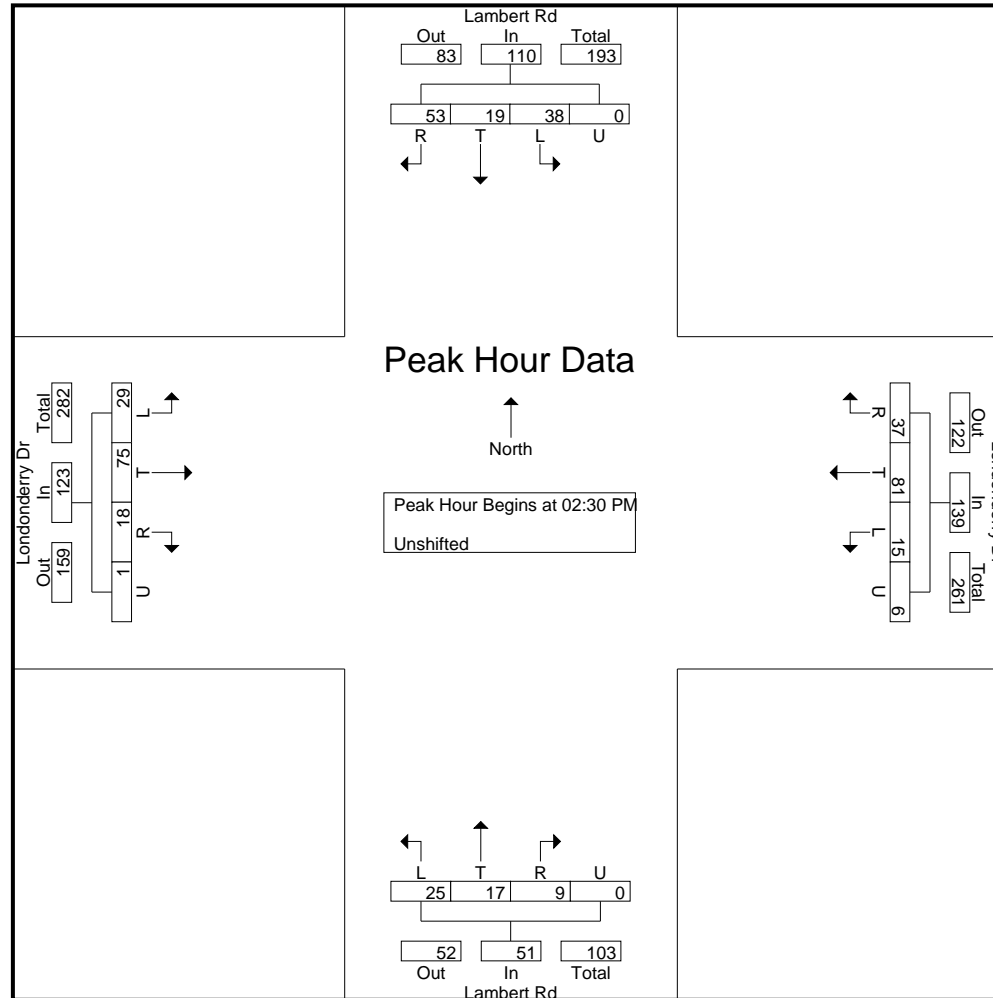 Lambert Rd
Out In Total
83 110 193
53 19 38 0
R T L U
Peak Hour Data
North
Peak Hour Begins at 02:30 PM
Unshifted
Londonderry Dr
Total In Out
282 123 159
29 75 18 1
L T R U
R T L U
37 81 15 6
Out In Total
122 139 261
L T R U
25 17 9 0
52 51 103
Out In Total
Lambert Rd